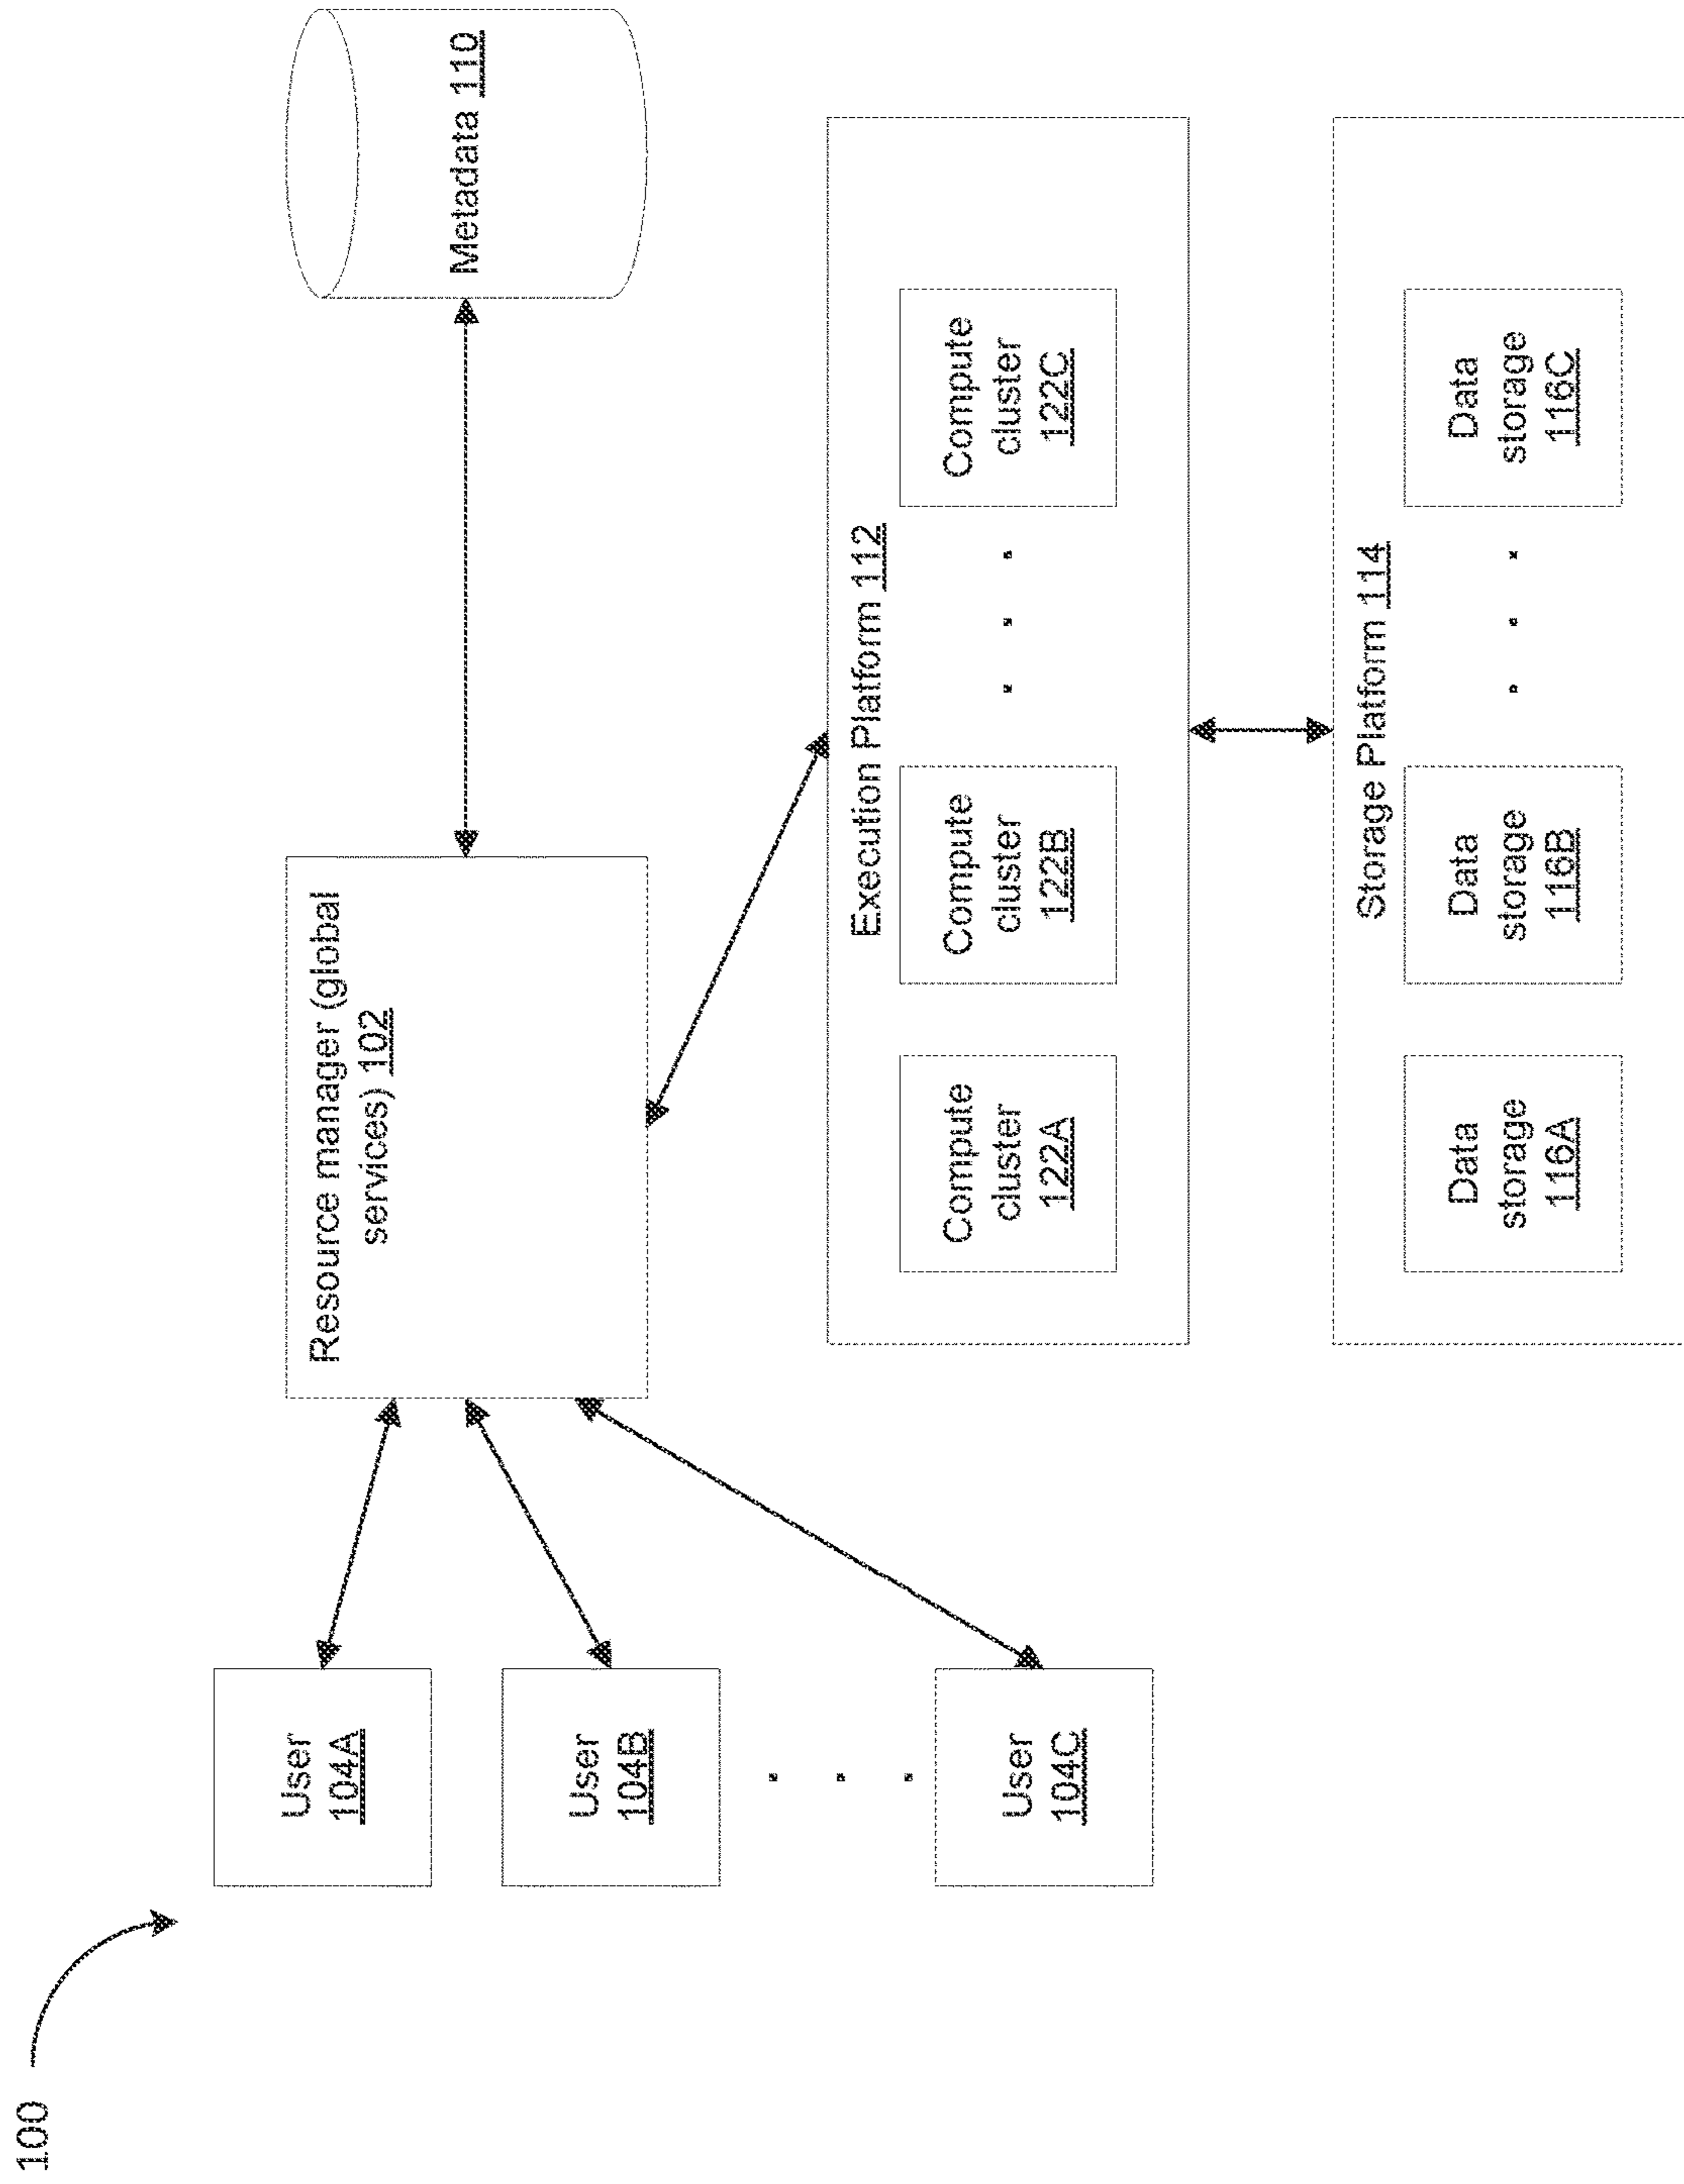 100
User
104A
User
104B
User
104C
Resource manager (global
services) 102
Metadata 110
Execution Platform 112
Compute
cluster
122A
Compute
cluster
122B
Compute
cluster
122C
Storage Platform 114
Data
storage
116A
Data
storage
116B
Data
storage
116C